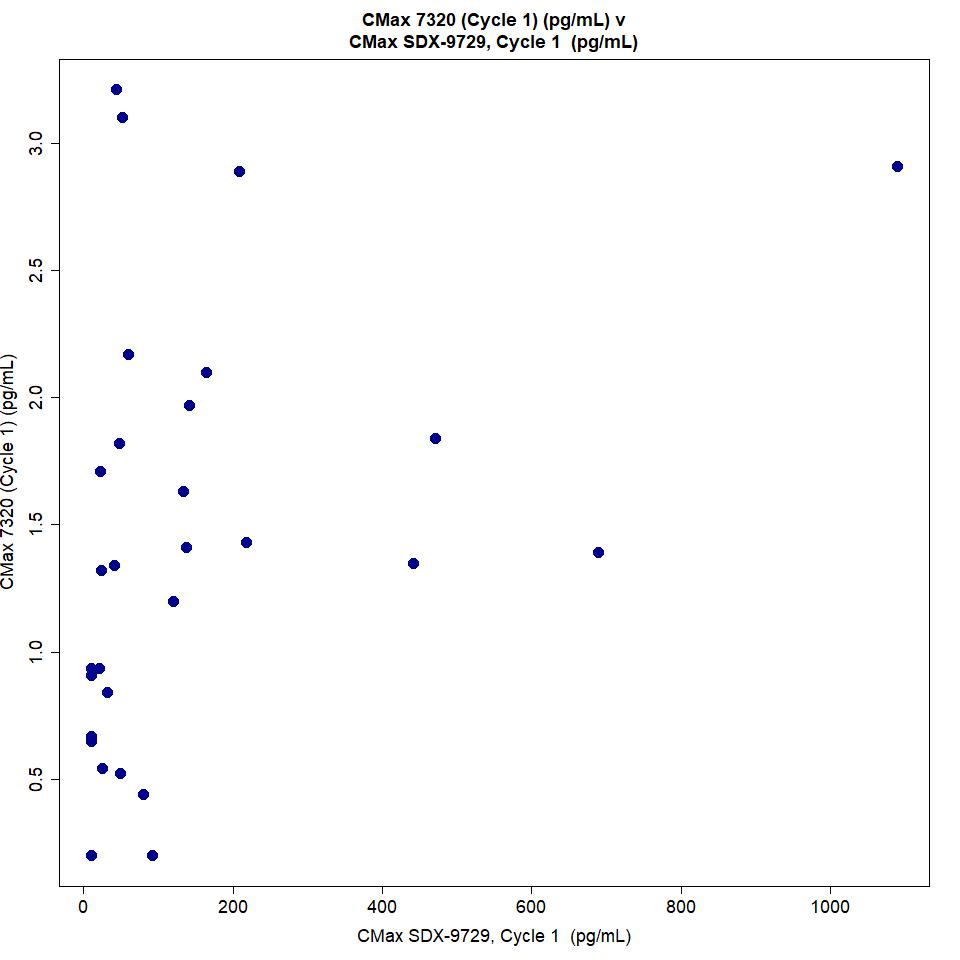 CMax 7320 (Cycle 1) (pg/mL) v
CMax SDX-9729, Cycle 1  (pg/mL)
CMax 7320 (Cycle 1) (pg/mL)
3.0
2.5
2.0
1.5
1.0
0.5
0 200 400 600 800 1000
CMax SDX-9729, Cycle 1  (pg/mL)